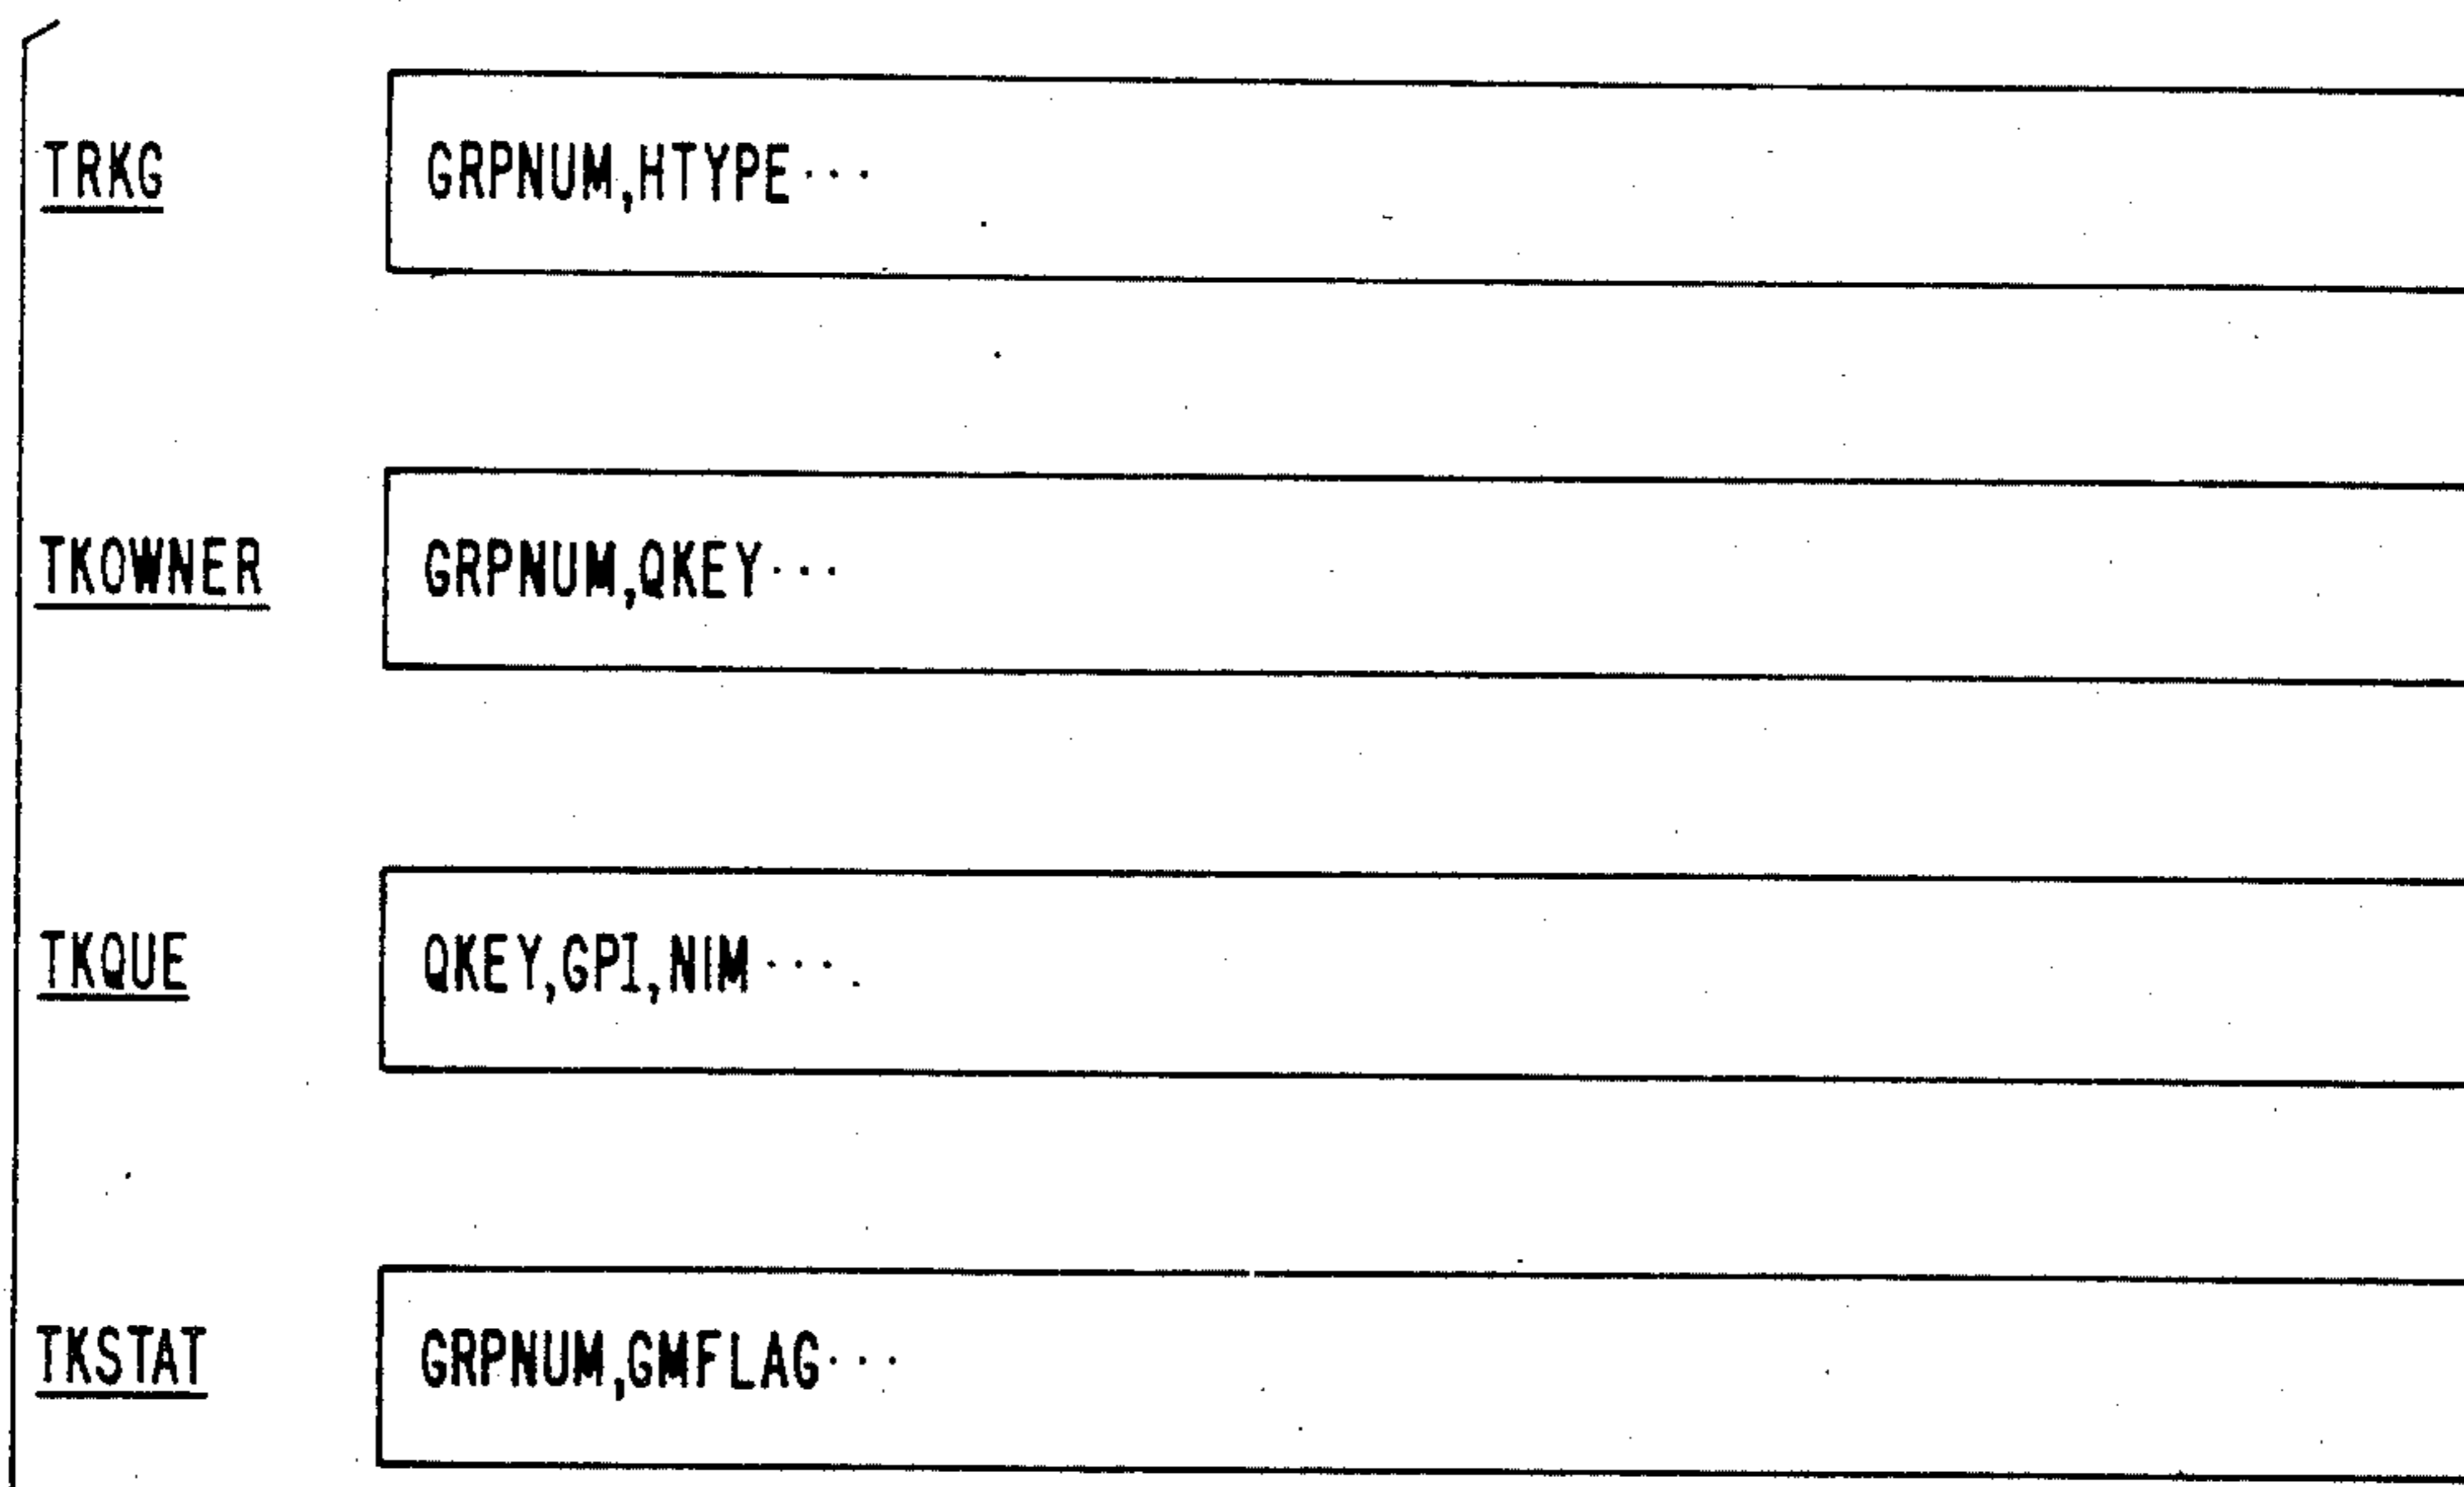 TRKG
GRPNUM,HTYPE···
TKOWNER
GRPNUM,QKEY···
TKQUE
QKEY,GPI,NIM···
TKSTAT
GRPNUM,GMFLAG···